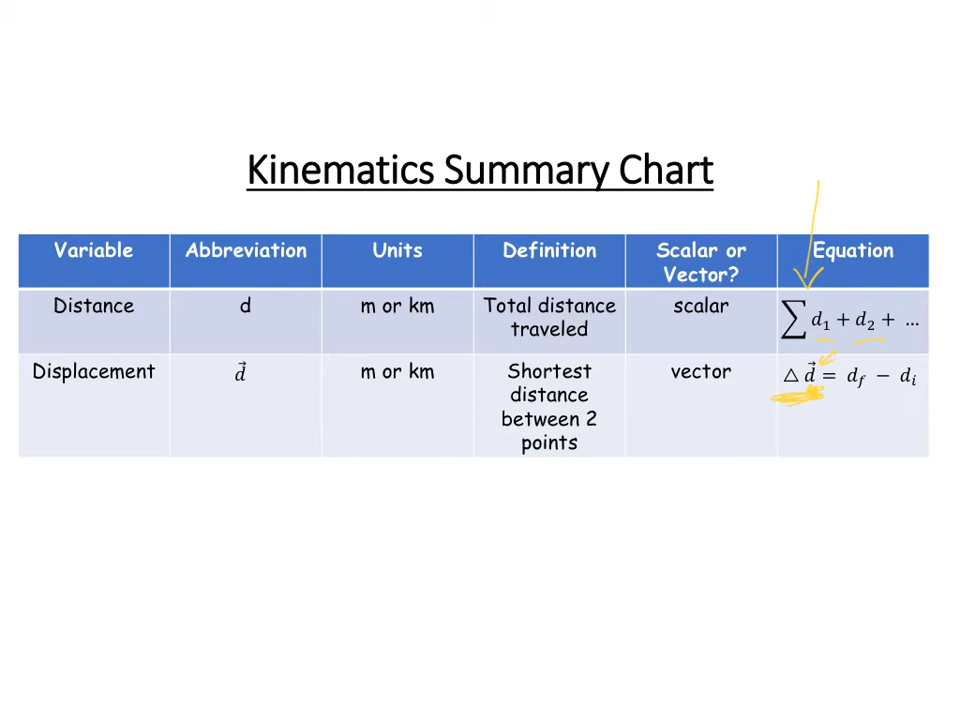 Kinematics Summary Chart
Variable Abbreviation Units Definition Scalar or Vector? Equation
Distance d m or km Total distance traveled scalar ∑ d₁ + d₂ + ...
Displacement d⃗ m or km Shortest distance between 2 points vector △ d⃗ = d_f − d_i